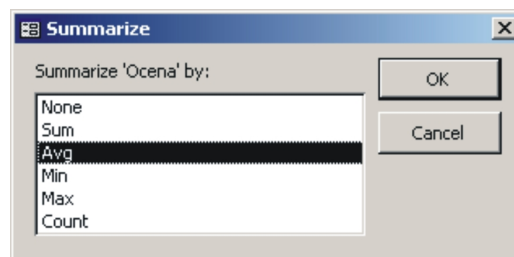 Summarize
Summarize 'Ocena' by:
OK
None
Sum
Cancel
Avg
Min
Max
Count